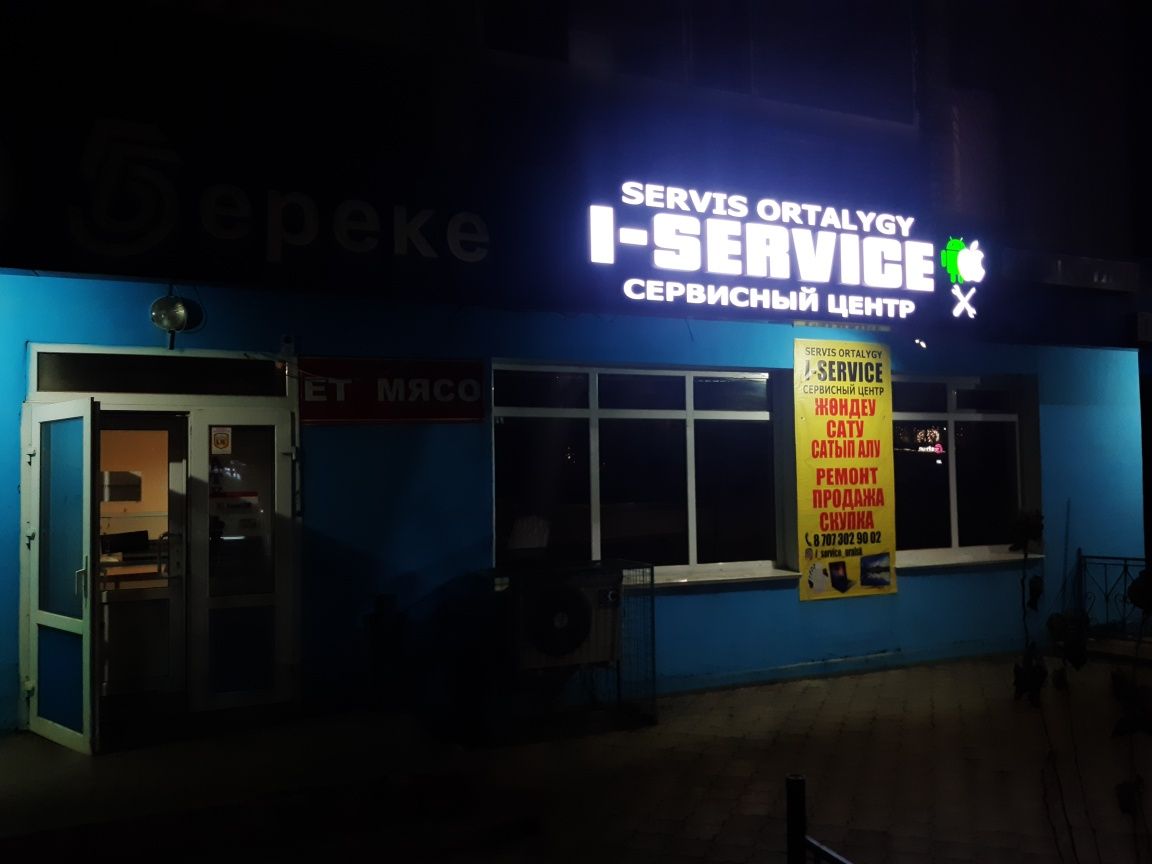 Береке
SERVIS ORTALYGY
I-SERVICE
СЕРВИСНЫЙ ЦЕНТР
ЕТ МЯСО
SERVIS ORTALYGY
I-SERVICE
СЕРВИСНЫЙ ЦЕНТР
ЖӨНДЕУ
САТУ
САТЫП АЛУ
РЕМОНТ
ПРОДАЖА
СКУПКА
8 707 302 90 02
i_service_uralsk